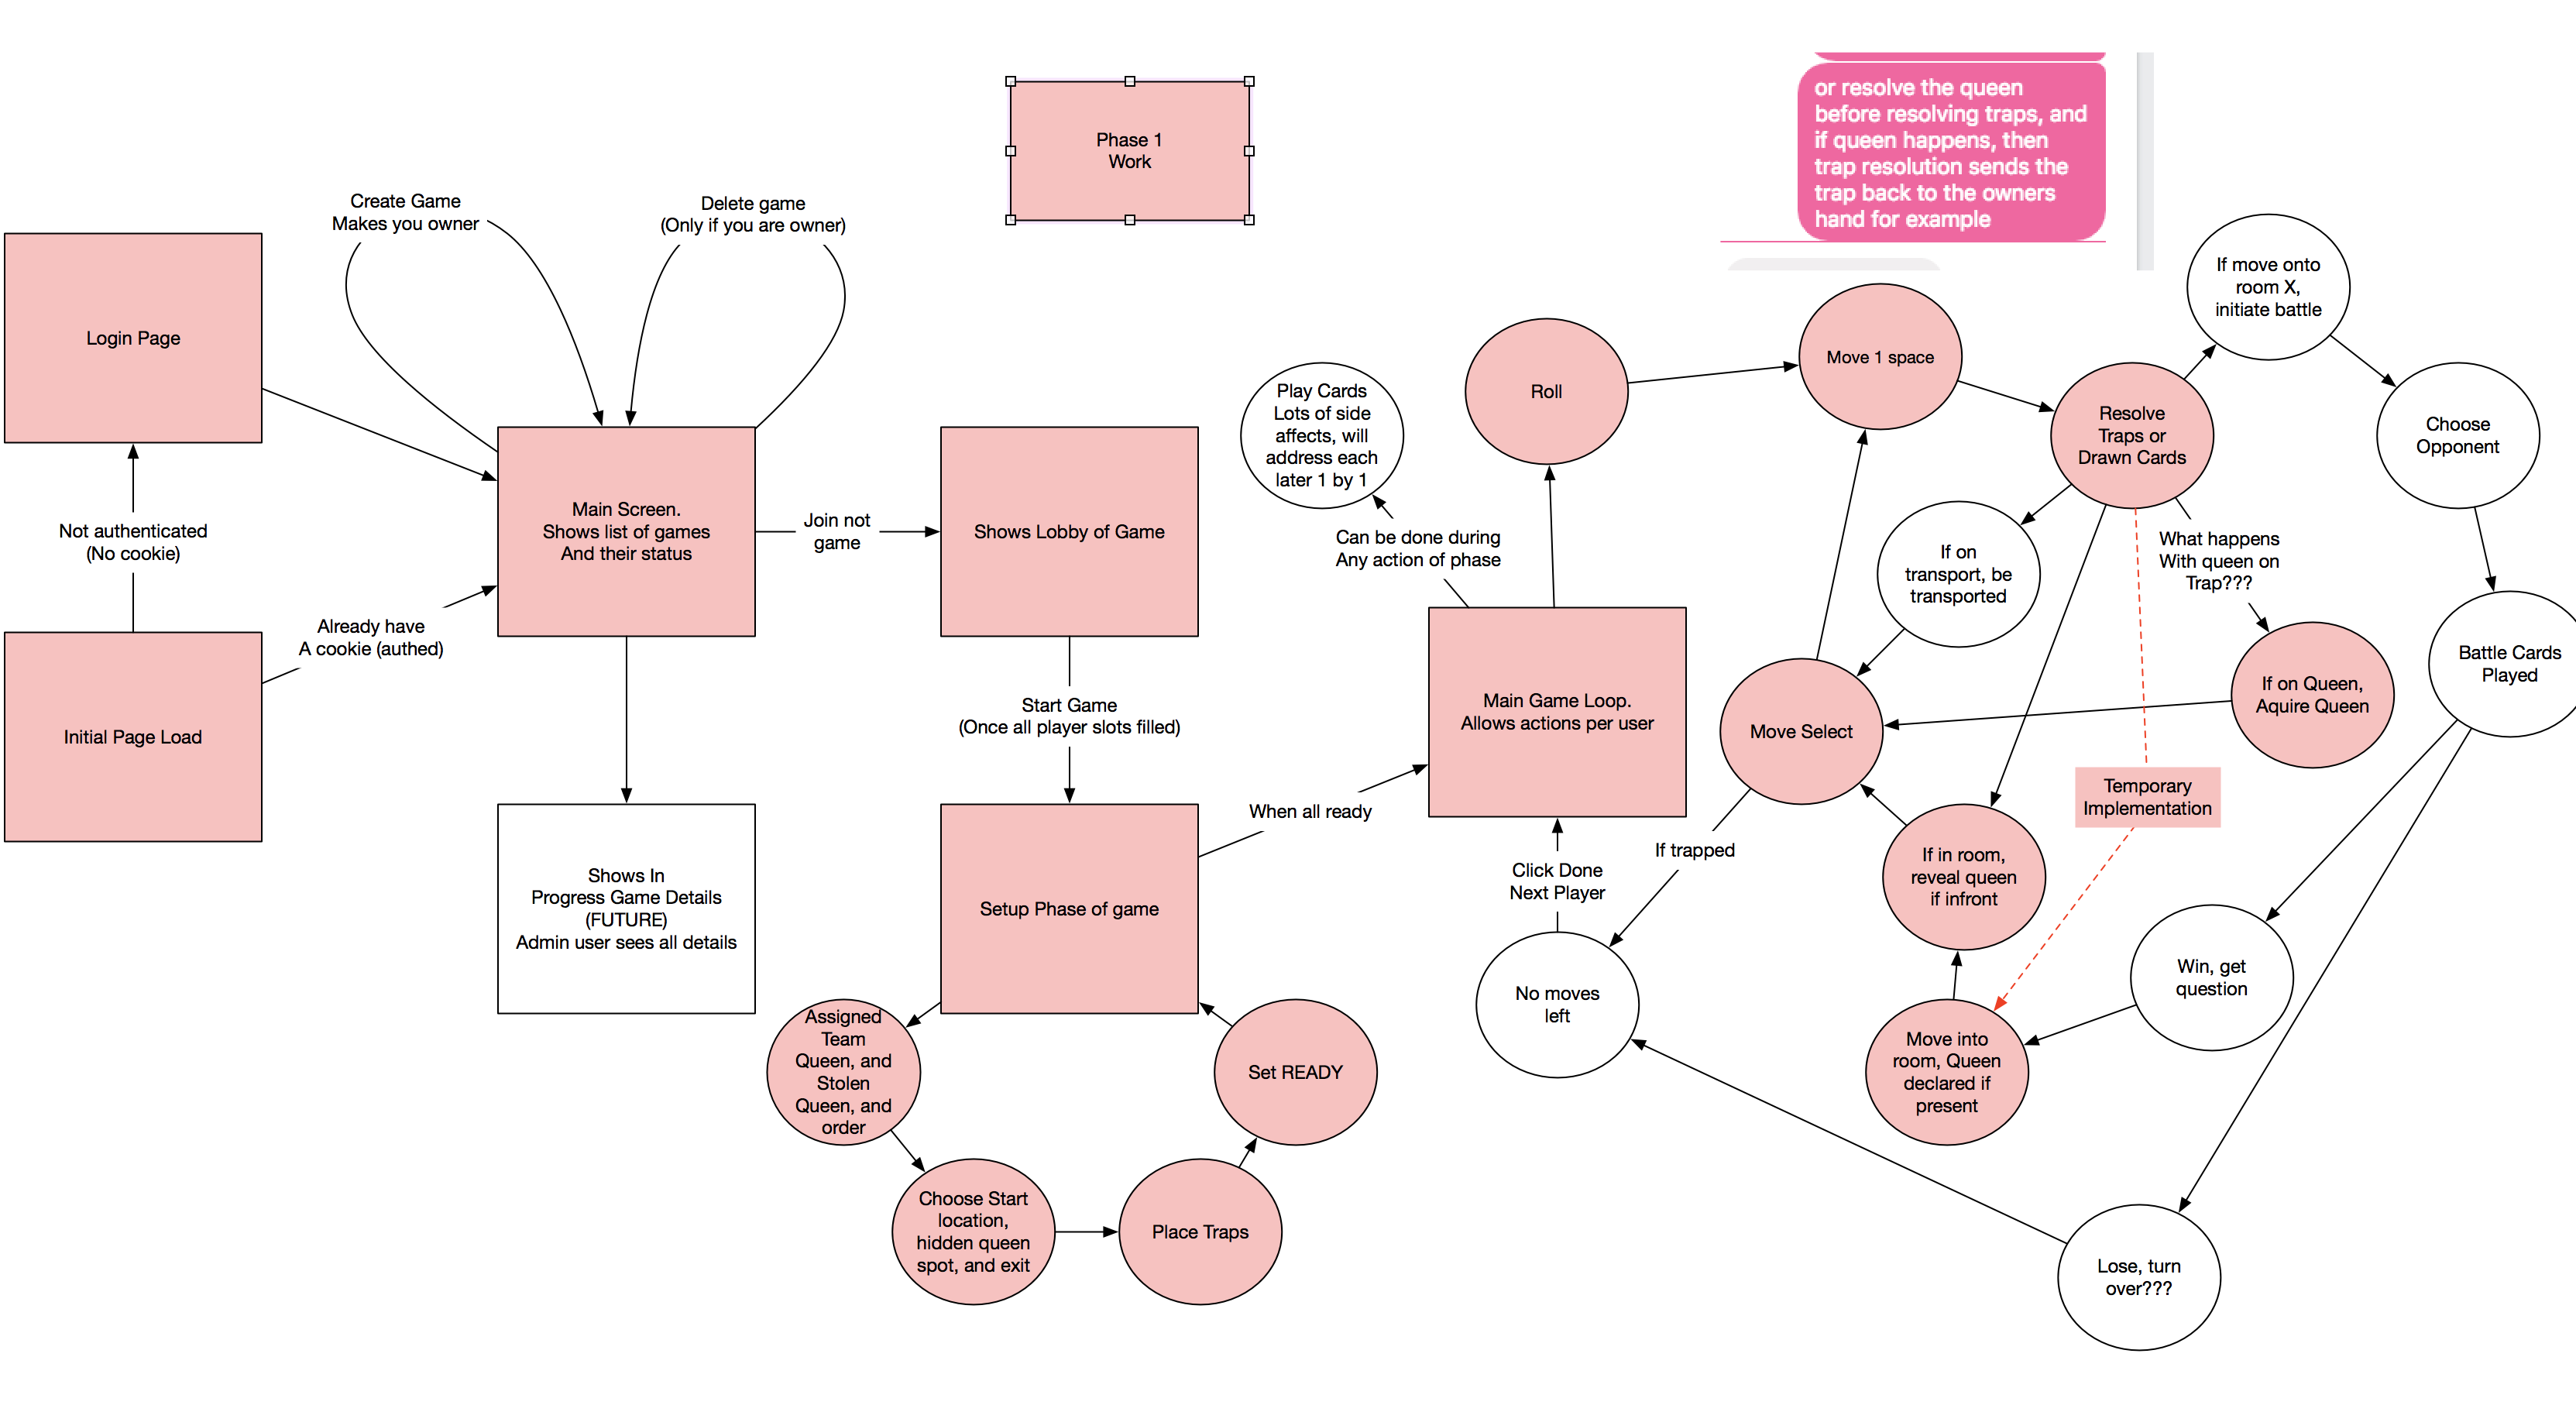 Phase 1
Work
or resolve the queen
before resolving traps, and
if queen happens, then
trap resolution sends the
trap back to the owners
hand for example
Create Game
Makes you owner
Delete game
(Only if you are owner)
Login Page
Not authenticated
(No cookie)
Already have
A cookie (authed)
Initial Page Load
Main Screen.
Shows list of games
And their status
Join not
game
Shows Lobby of Game
Shows In
Progress Game Details
(FUTURE)
Admin user sees all details
Start Game
(Once all player slots filled)
Setup Phase of game
When all ready
Assigned
Team
Queen, and
Stolen
Queen, and
order
Choose Start
location,
hidden queen
spot, and exit
Place Traps
Set READY
Play Cards
Lots of side
affects, will
address each
later 1 by 1
Can be done during
Any action of phase
Main Game Loop.
Allows actions per user
Click Done
Next Player
No moves
left
If trapped
Roll
Move 1 space
Resolve
Traps or
Drawn Cards
If move onto
room X,
initiate battle
Choose
Opponent
Battle Cards
Played
If on
transport, be
transported
What happens
With queen on
Trap???
If on Queen,
Aquire Queen
Move Select
Temporary
Implementation
If in room,
reveal queen
if infront
Move into
room, Queen
declared if
present
Win, get
question
Lose, turn
over???